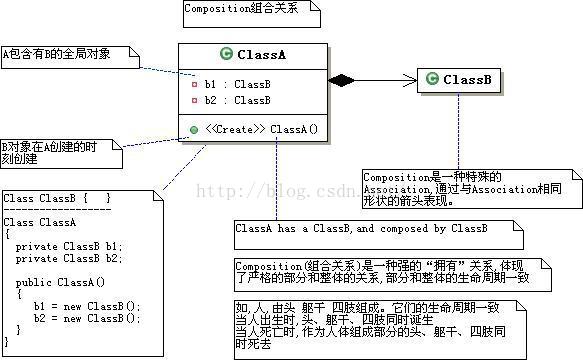 Composition组合关系
A包含有B的全局对象
ClassA
b1 : ClassB
b2 : ClassB
<<Create>> ClassA()
ClassB
B对象在A创建的时
刻创建
Composition是一种特殊的
Association,通过与Association相同
形状的箭头表现。
Class ClassB {   }
--------------------
Class ClassA
{
private ClassB b1;
private ClassB b2;
public ClassA()
{
b1 = new ClassB();
b2 = new ClassB();
}
}
http://blog.csdn.
ClassA has a ClassB,and composed by ClassB
Composition(组合关系)是一种强的“拥有”关系,体现
了严格的部分和整体的关系,部分和整体的生命周期一致
如,人,由头 躯干 四肢组成。它们的生命周期一致
当人出生时,头、躯干、四肢同时诞生
当人死亡时,作为人体组成部分的头、躯干、四肢同
时死去